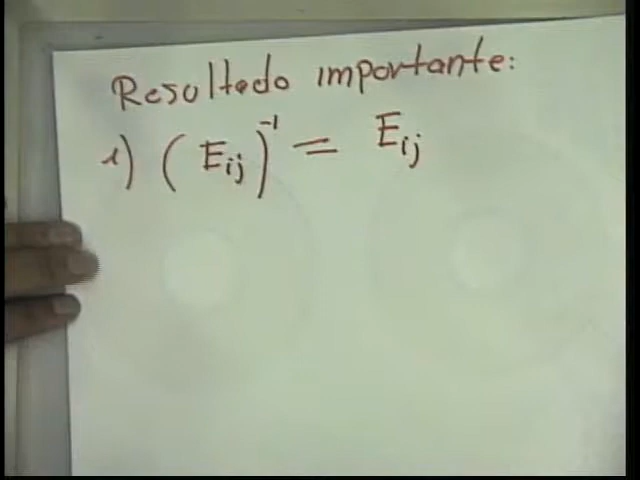 Resultado importante:
1) (Eij)⁻¹ = Eij